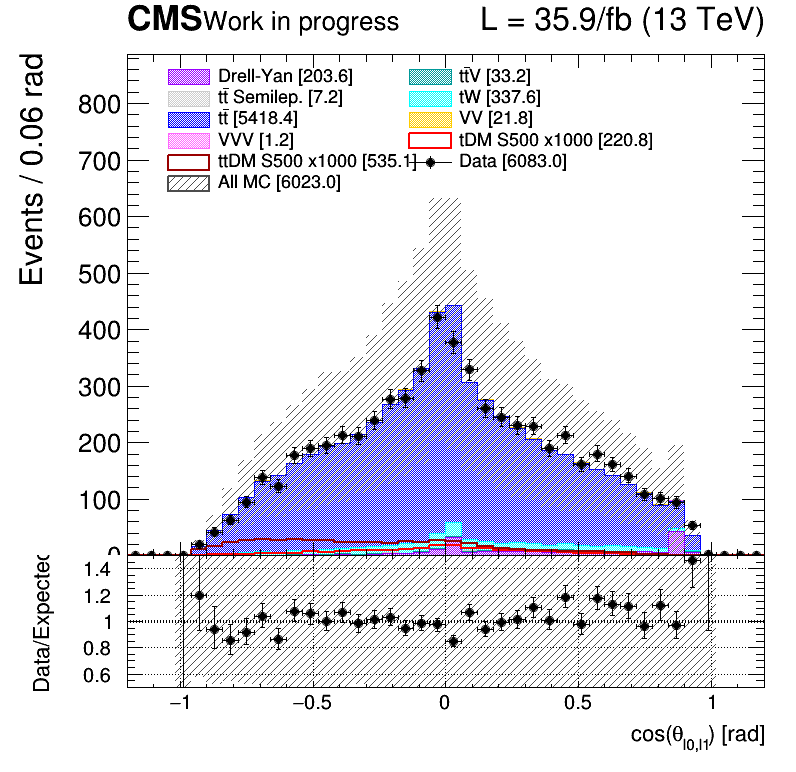 CMS Work in progress L = 35.9/fb (13 TeV)
Events / 0.06 rad
Drell-Yan [203.6] tt̄V [33.2]
tt̄ Semilep. [7.2] tW [337.6]
tt̄ [5418.4] VV [21.8]
VVV [1.2] tDM S500 x1000 [220.8]
ttDM S500 x1000 [535.1] Data [6083.0]
All MC [6023.0]
800
700
600
500
400
300
200
100
0
Data/Expected
1.4
1.2
1
0.8
0.6
−1 −0.5 0 0.5 1
cos(θl0,l1) [rad]